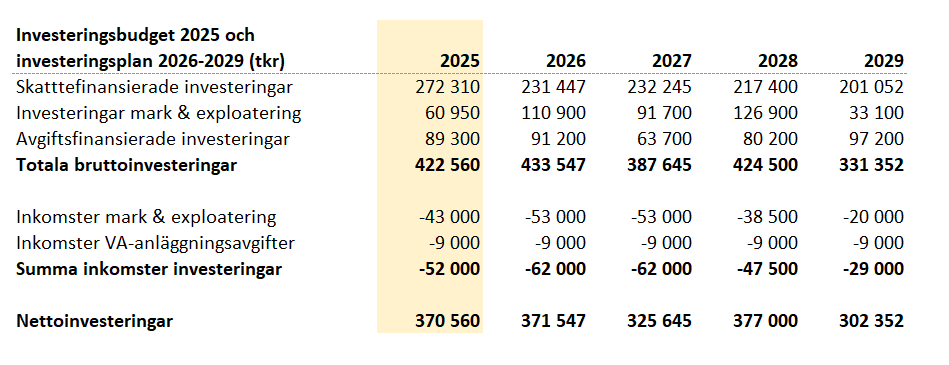 Investeringsbudget 2025 och
investeringsplan 2026-2029 (tkr) 2025 2026 2027 2028 2029
Skatttefinansierade investeringar 272 310 231 447 232 245 217 400 201 052
Investeringar mark & exploatering 60 950 110 900 91 700 126 900 33 100
Avgiftsfinansierade investeringar 89 300 91 200 63 700 80 200 97 200
Totala bruttoinvesteringar 422 560 433 547 387 645 424 500 331 352
Inkomster mark & exploatering -43 000 -53 000 -53 000 -38 500 -20 000
Inkomster VA-anläggningsavgifter -9 000 -9 000 -9 000 -9 000 -9 000
Summa inkomster investeringar -52 000 -62 000 -62 000 -47 500 -29 000
Nettoinvesteringar 370 560 371 547 325 645 377 000 302 352